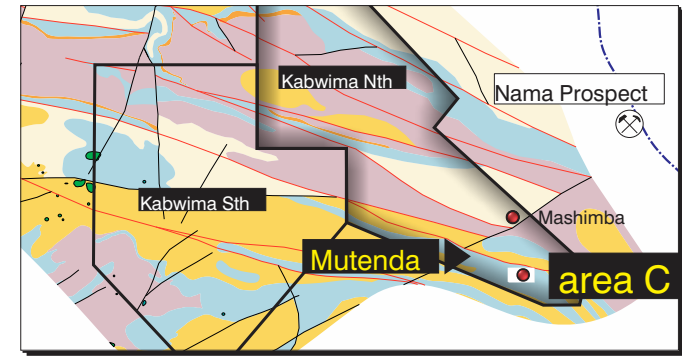 Kabwima Nth
Nama Prospect
Kabwima Sth
Mashimba
Mutenda
area C